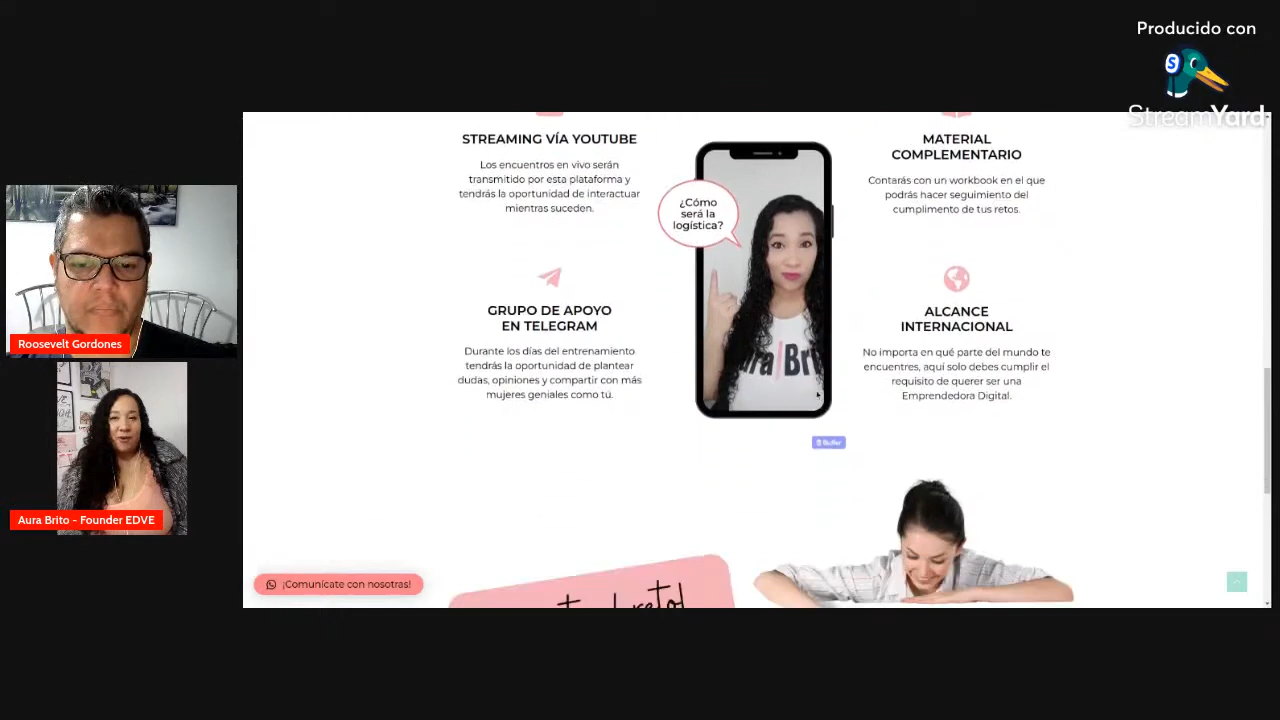 Producido con
StreamYard
Roosevelt Gordones
Aura Brito - Founder EDVE
STREAMING VÍA YOUTUBE
Los encuentros en vivo serán
transmitido por esta plataforma y
tendrás la oportunidad de interactuar
mientras suceden.
GRUPO DE APOYO
EN TELEGRAM
Durante los días del entrenamiento
tendrás la oportunidad de plantear
dudas, opiniones y compartir con más
mujeres geniales como tú.
¿Cómo
será la
logística?
MATERIAL
COMPLEMENTARIO
Contarás con un workbook en el que
podrás hacer seguimiento del
cumplimento de tus retos.
ALCANCE
INTERNACIONAL
No importa en qué parte del mundo te
encuentres, aquí solo debes cumplir el
requisito de querer ser una
Emprendedora Digital.
Buffer
¡Comunícate con nosotras!